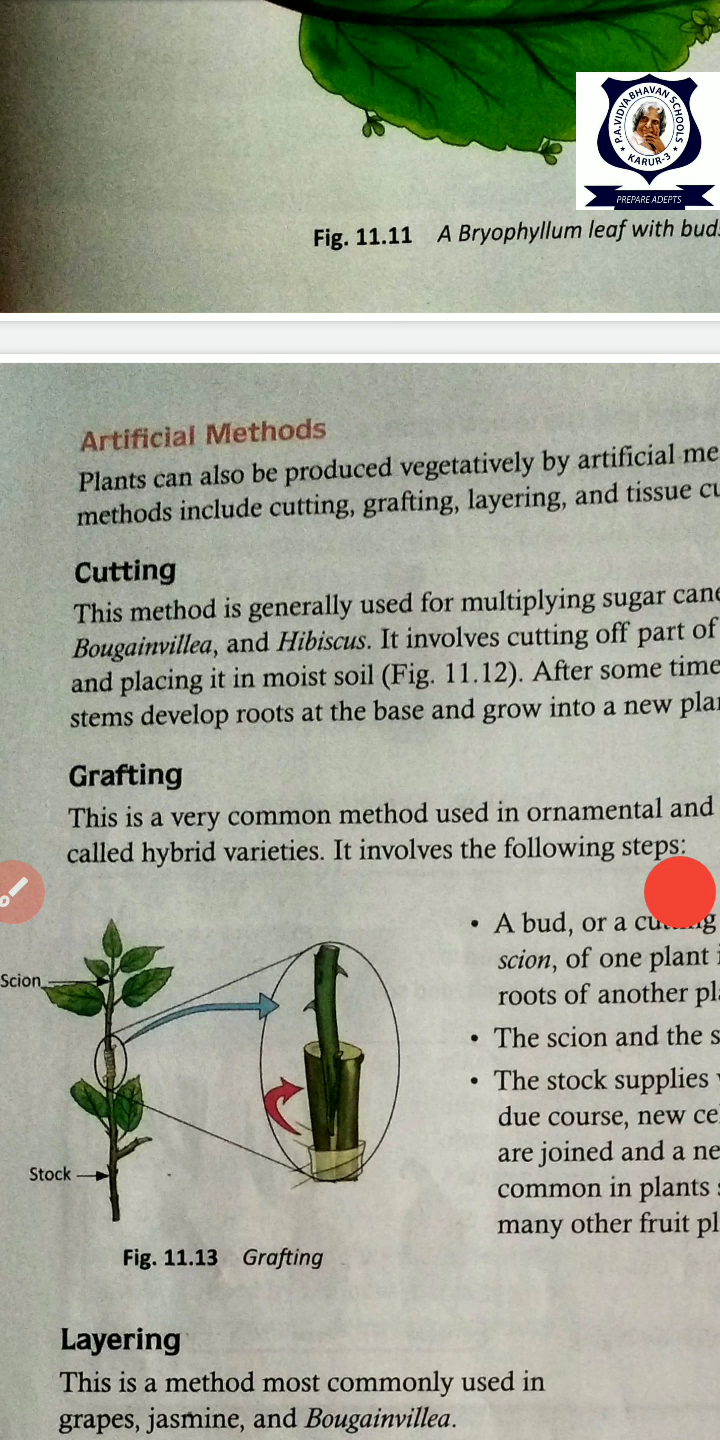 P.A.VIDYABHAVAN SCHOOLS
★ KARUR-3 ★
PREPARE ADEPTS
Fig. 11.11 A Bryophyllum leaf with buds
Artificial Methods
Plants can also be produced vegetatively by artificial me
methods include cutting, grafting, layering, and tissue cu
Cutting
This method is generally used for multiplying sugar cane
Bougainvillea, and Hibiscus. It involves cutting off part of
and placing it in moist soil (Fig. 11.12). After some time
stems develop roots at the base and grow into a new plan
Grafting
This is a very common method used in ornamental and
called hybrid varieties. It involves the following steps:
• A bud, or a cutting
scion, of one plant i
roots of another pla
• The scion and the s
• The stock supplies w
due course, new ce
are joined and a ne
common in plants s
many other fruit pl
Scion
Stock
Fig. 11.13 Grafting
Layering
This is a method most commonly used in
grapes, jasmine, and Bougainvillea.